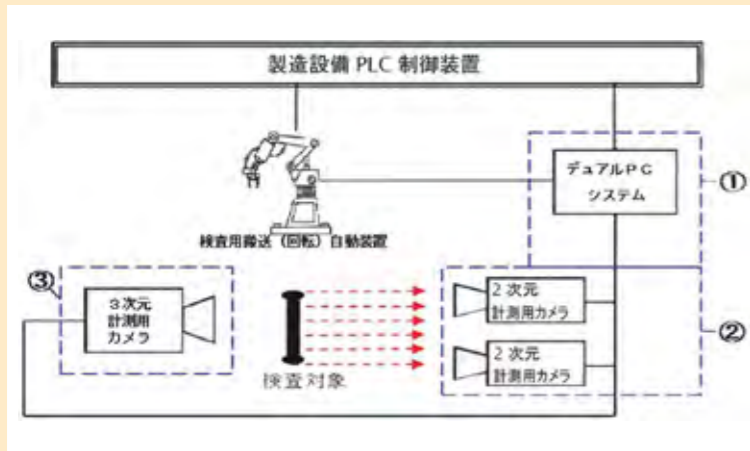 製造設備 PLC 制御装置
デュアルPC
システム
①
検査用搬送（回転）自動装置
③
3次元
計測用
カメラ
2次元
計測用カメラ
②
2次元
計測用カメラ
検査対象